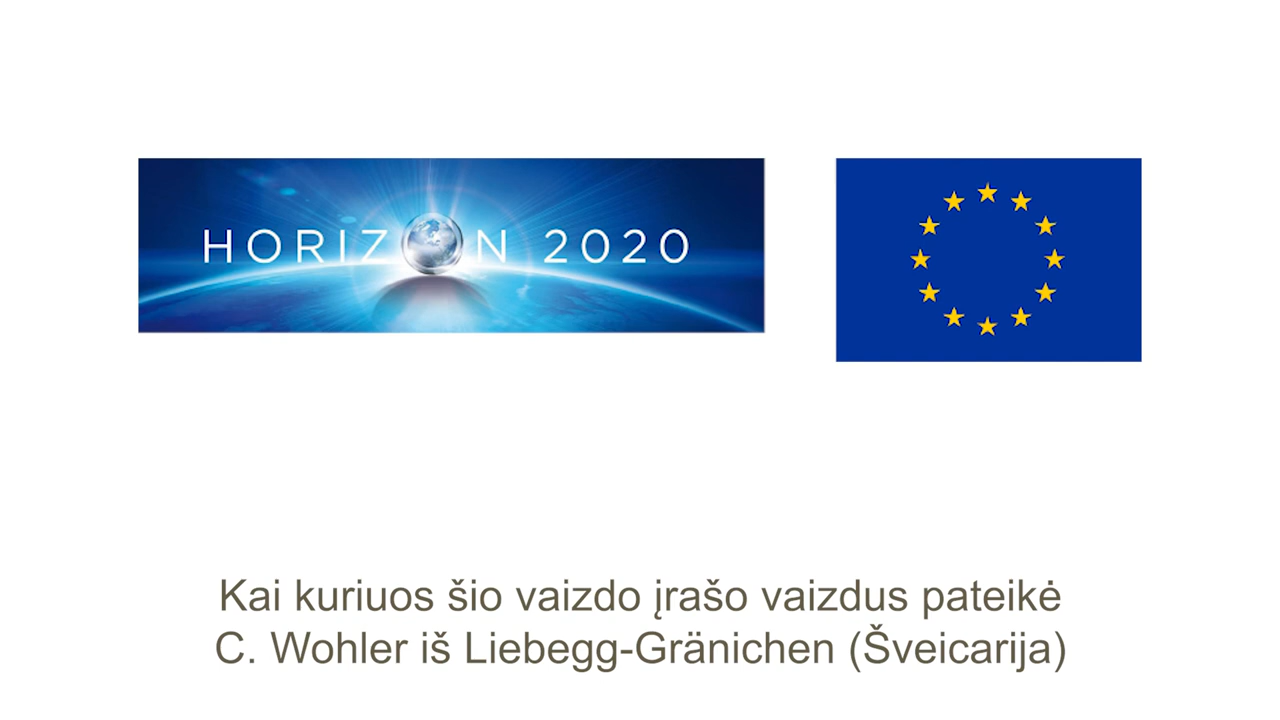 HORIZON 2020
Kai kuriuos šio vaizdo įrašo vaizdus pateikė
C. Wohler iš Liebegg-Gränichen (Šveicarija)